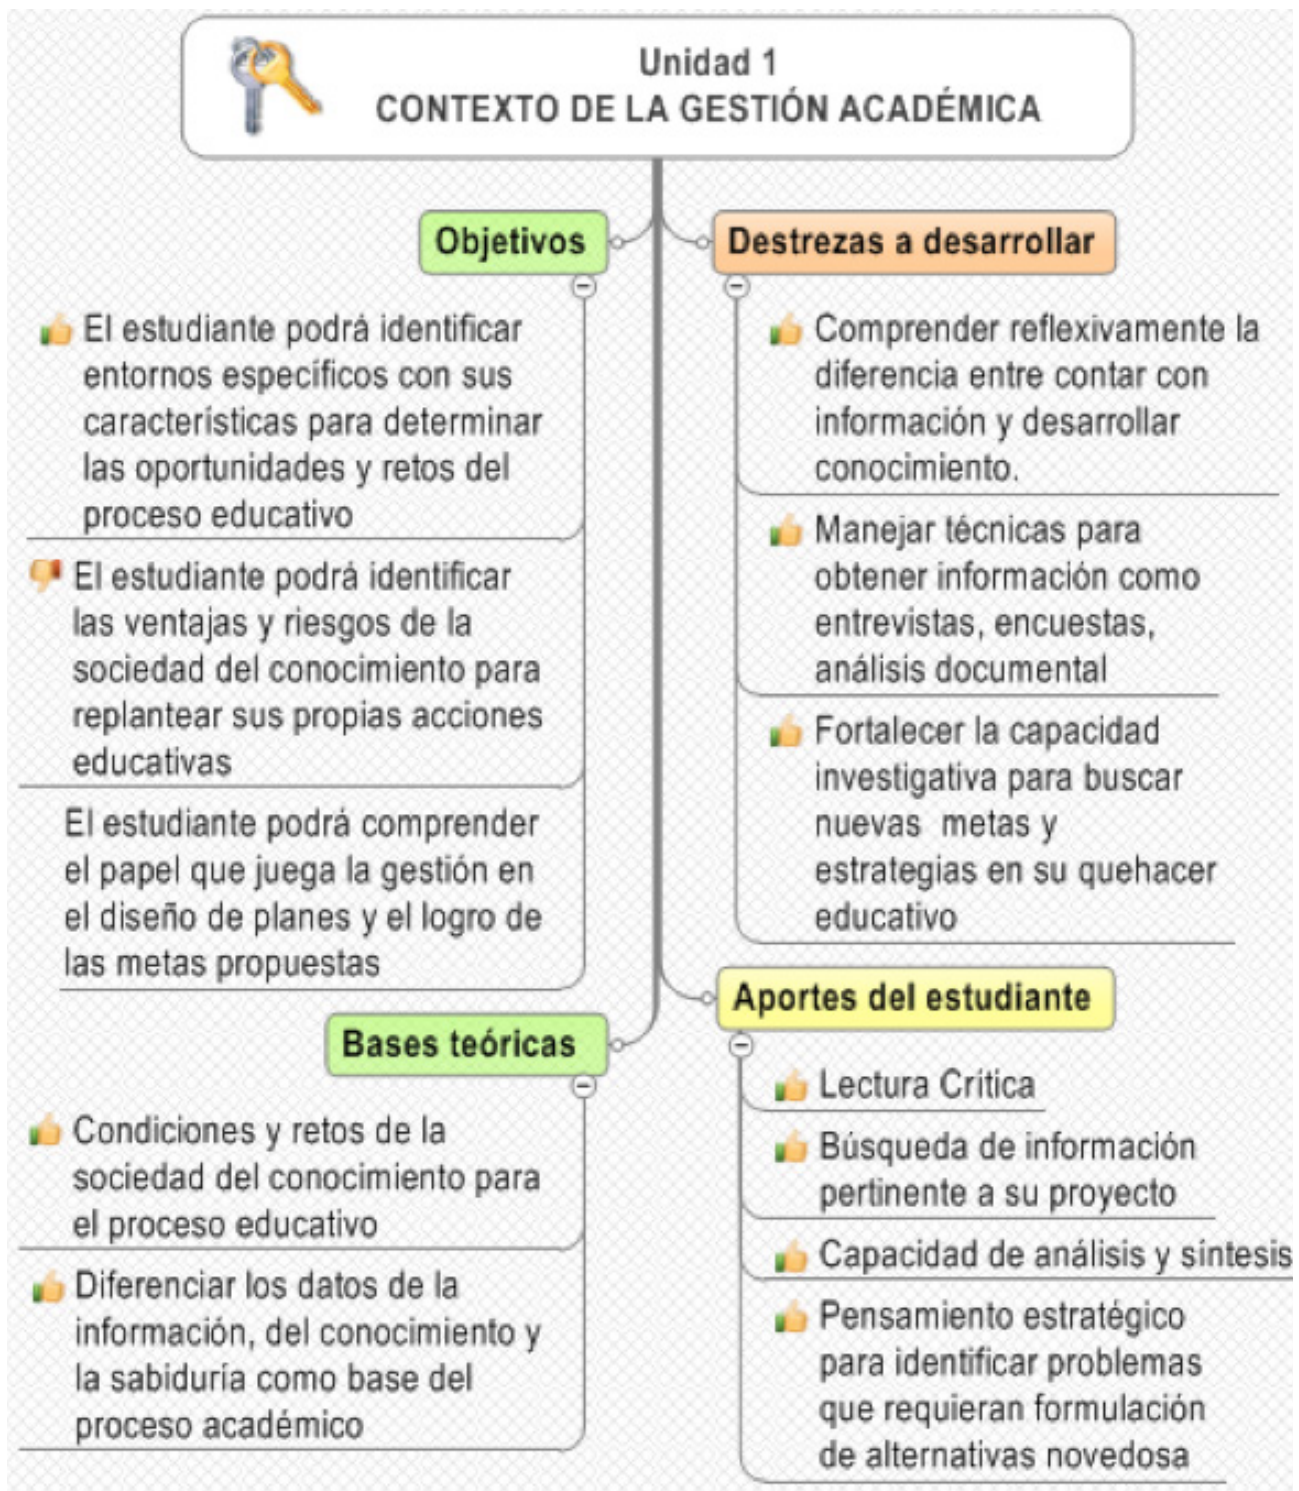 Unidad 1
CONTEXTO DE LA GESTIÓN ACADÉMICA
Objetivos
El estudiante podrá identificar
entornos específicos con sus
características para determinar
las oportunidades y retos del
proceso educativo
El estudiante podrá identificar
las ventajas y riesgos de la
sociedad del conocimiento para
replantear sus propias acciones
educativas
El estudiante podrá comprender
el papel que juega la gestión en
el diseño de planes y el logro de
las metas propuestas
Bases teóricas
Condiciones y retos de la
sociedad del conocimiento para
el proceso educativo
Diferenciar los datos de la
información, del conocimiento y
la sabiduría como base del
proceso académico
Destrezas a desarrollar
Comprender reflexivamente la
diferencia entre contar con
información y desarrollar
conocimiento.
Manejar técnicas para
obtener información como
entrevistas, encuestas,
análisis documental
Fortalecer la capacidad
investigativa para buscar
nuevas metas y
estrategias en su quehacer
educativo
Aportes del estudiante
Lectura Crítica
Búsqueda de información
pertinente a su proyecto
Capacidad de análisis y síntesis
Pensamiento estratégico
para identificar problemas
que requieran formulación
de alternativas novedosa